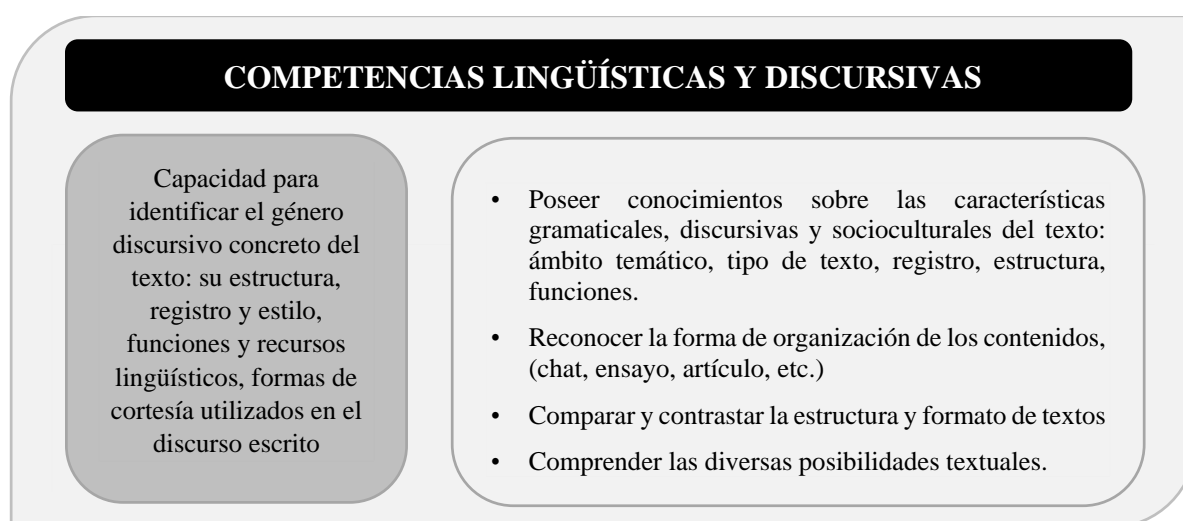 COMPETENCIAS LINGÜÍSTICAS Y DISCURSIVAS
Capacidad para
identificar el género
discursivo concreto del
texto: su estructura,
registro y estilo,
funciones y recursos
lingüísticos, formas de
cortesía utilizados en el
discurso escrito
• Poseer conocimientos sobre las características
gramaticales, discursivas y socioculturales del texto:
ámbito temático, tipo de texto, registro, estructura,
funciones.
• Reconocer la forma de organización de los contenidos,
(chat, ensayo, artículo, etc.)
• Comparar y contrastar la estructura y formato de textos
• Comprender las diversas posibilidades textuales.